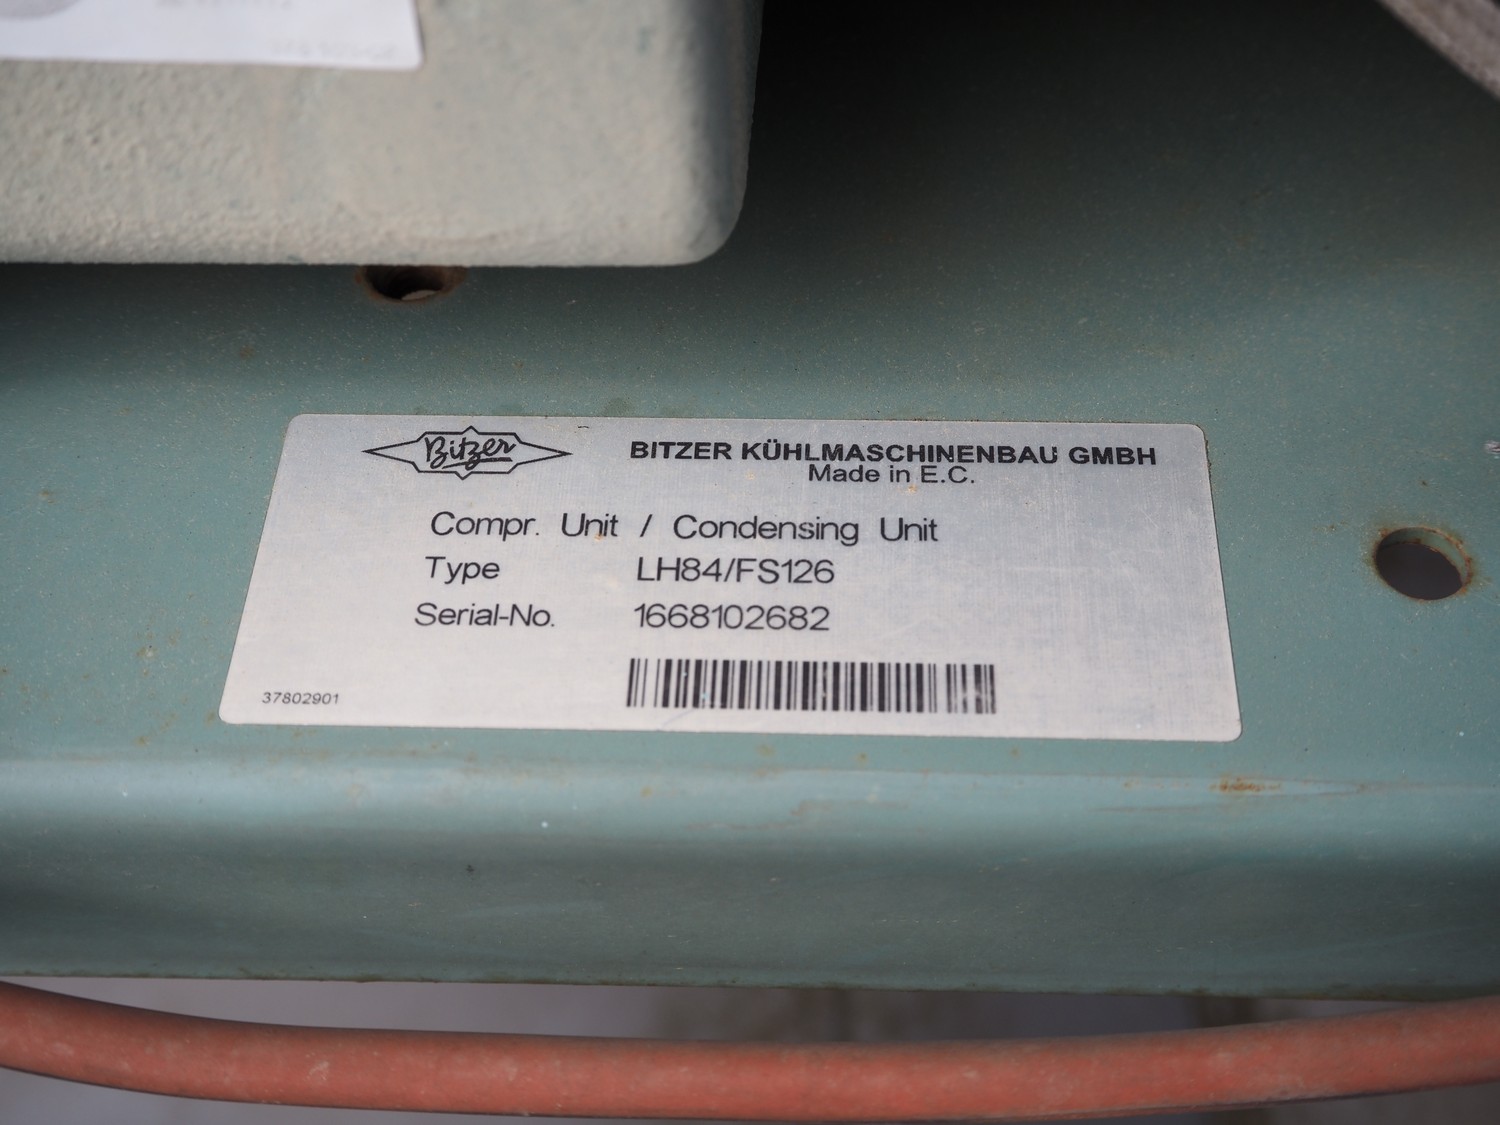 Bitzer
BITZER KÜHLMASCHINENBAU GMBH
Made in E.C.
Compr. Unit / Condensing Unit
Type LH84/FS126
Serial-No. 1668102682
37802901